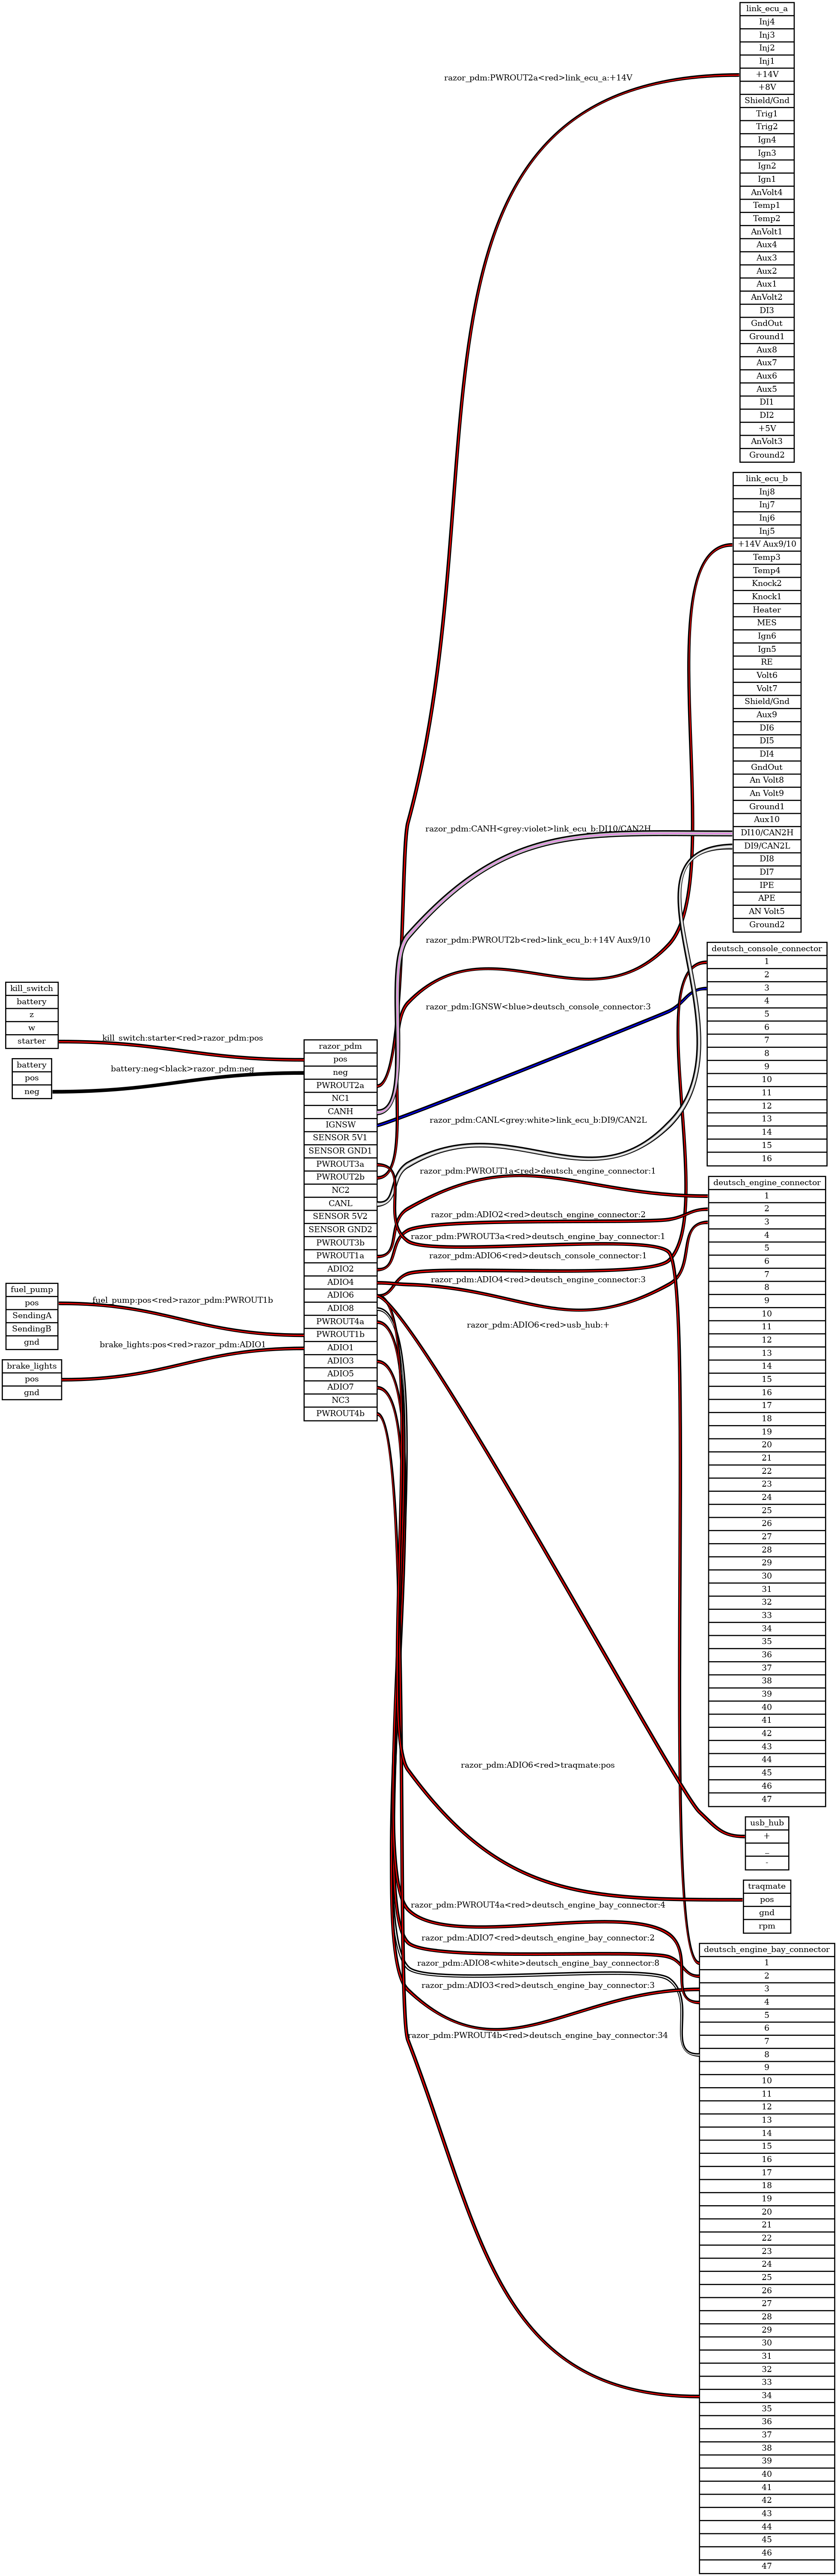 link_ecu_a
Inj4
Inj3
Inj2
Inj1
+14V
+8V
Shield/Gnd
Trig1
Trig2
Ign4
Ign3
Ign2
Ign1
AnVolt4
Temp1
Temp2
AnVolt1
Aux4
Aux3
Aux2
Aux1
AnVolt2
DI3
GndOut
Ground1
Aux8
Aux7
Aux6
Aux5
DI1
DI2
+5V
AnVolt3
Ground2
razor_pdm:PWROUT2a<red>link_ecu_a:+14V
link_ecu_b
Inj8
Inj7
Inj6
Inj5
+14V Aux9/10
Temp3
Temp4
Knock2
Knock1
Heater
MES
Ign6
Ign5
RE
Volt6
Volt7
Shield/Gnd
Aux9
DI6
DI5
DI4
GndOut
An Volt8
An Volt9
Ground1
Aux10
DI10/CAN2H
DI9/CAN2L
DI8
DI7
IPE
APE
AN Volt5
Ground2
razor_pdm:CANH<grey:violet>link_ecu_b:DI10/CAN2H
razor_pdm:PWROUT2b<red>link_ecu_b:+14V Aux9/10
razor_pdm:IGNSW<blue>deutsch_console_connector:3
razor_pdm:CANL<grey:white>link_ecu_b:DI9/CAN2L
razor_pdm:PWROUT1a<red>deutsch_engine_connector:1
razor_pdm:ADIO2<red>deutsch_engine_connector:2
razor_pdm:PWROUT3a<red>deutsch_engine_bay_connector:1
razor_pdm:ADIO6<red>deutsch_console_connector:1
razor_pdm:ADIO4<red>deutsch_engine_connector:3
razor_pdm:ADIO6<red>usb_hub:+
razor_pdm:ADIO6<red>traqmate:pos
razor_pdm:PWROUT4a<red>deutsch_engine_bay_connector:4
razor_pdm:ADIO7<red>deutsch_engine_bay_connector:2
razor_pdm:ADIO8<white>deutsch_engine_bay_connector:8
razor_pdm:ADIO3<red>deutsch_engine_bay_connector:3
razor_pdm:PWROUT4b<red>deutsch_engine_bay_connector:34
kill_switch
battery
z
w
starter
battery
pos
neg
fuel_pump
pos
SendingA
SendingB
gnd
brake_lights
pos
gnd
kill_switch:starter<red>razor_pdm:pos
battery:neg<black>razor_pdm:neg
fuel_pump:pos<red>razor_pdm:PWROUT1b
brake_lights:pos<red>razor_pdm:ADIO1
razor_pdm
pos
neg
PWROUT2a
NC1
CANH
IGNSW
SENSOR 5V1
SENSOR GND1
PWROUT3a
PWROUT2b
NC2
CANL
SENSOR 5V2
SENSOR GND2
PWROUT3b
PWROUT1a
ADIO2
ADIO4
ADIO6
ADIO8
PWROUT4a
PWROUT1b
ADIO1
ADIO3
ADIO5
ADIO7
NC3
PWROUT4b
deutsch_console_connector
1
2
3
4
5
6
7
8
9
10
11
12
13
14
15
16
deutsch_engine_connector
1
2
3
4
5
6
7
8
9
10
11
12
13
14
15
16
17
18
19
20
21
22
23
24
25
26
27
28
29
30
31
32
33
34
35
36
37
38
39
40
41
42
43
44
45
46
47
usb_hub
+
_
-
traqmate
pos
gnd
rpm
deutsch_engine_bay_connector
1
2
3
4
5
6
7
8
9
10
11
12
13
14
15
16
17
18
19
20
21
22
23
24
25
26
27
28
29
30
31
32
33
34
35
36
37
38
39
40
41
42
43
44
45
46
47